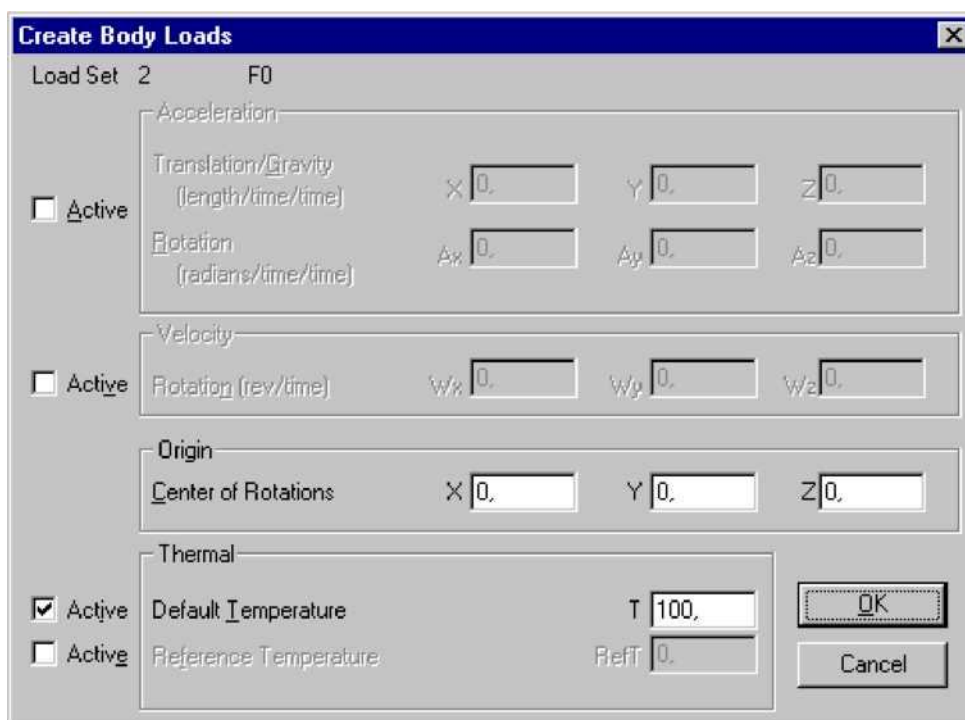 Create Body Loads
Load Set 2 F0
Acceleration
Translation/Gravity
(length/time/time)
X 0, Y 0, Z 0,
Active
Rotation
(radians/time/time)
Ax 0, Ay 0, Az 0,
Velocity
Active Rotation (rev/time) Wx 0, Wy 0, Wz 0,
Origin
Center of Rotations X 0, Y 0, Z 0,
Thermal
Active Default Temperature T 100,
OK
Active Reference Temperature RefT 0,
Cancel